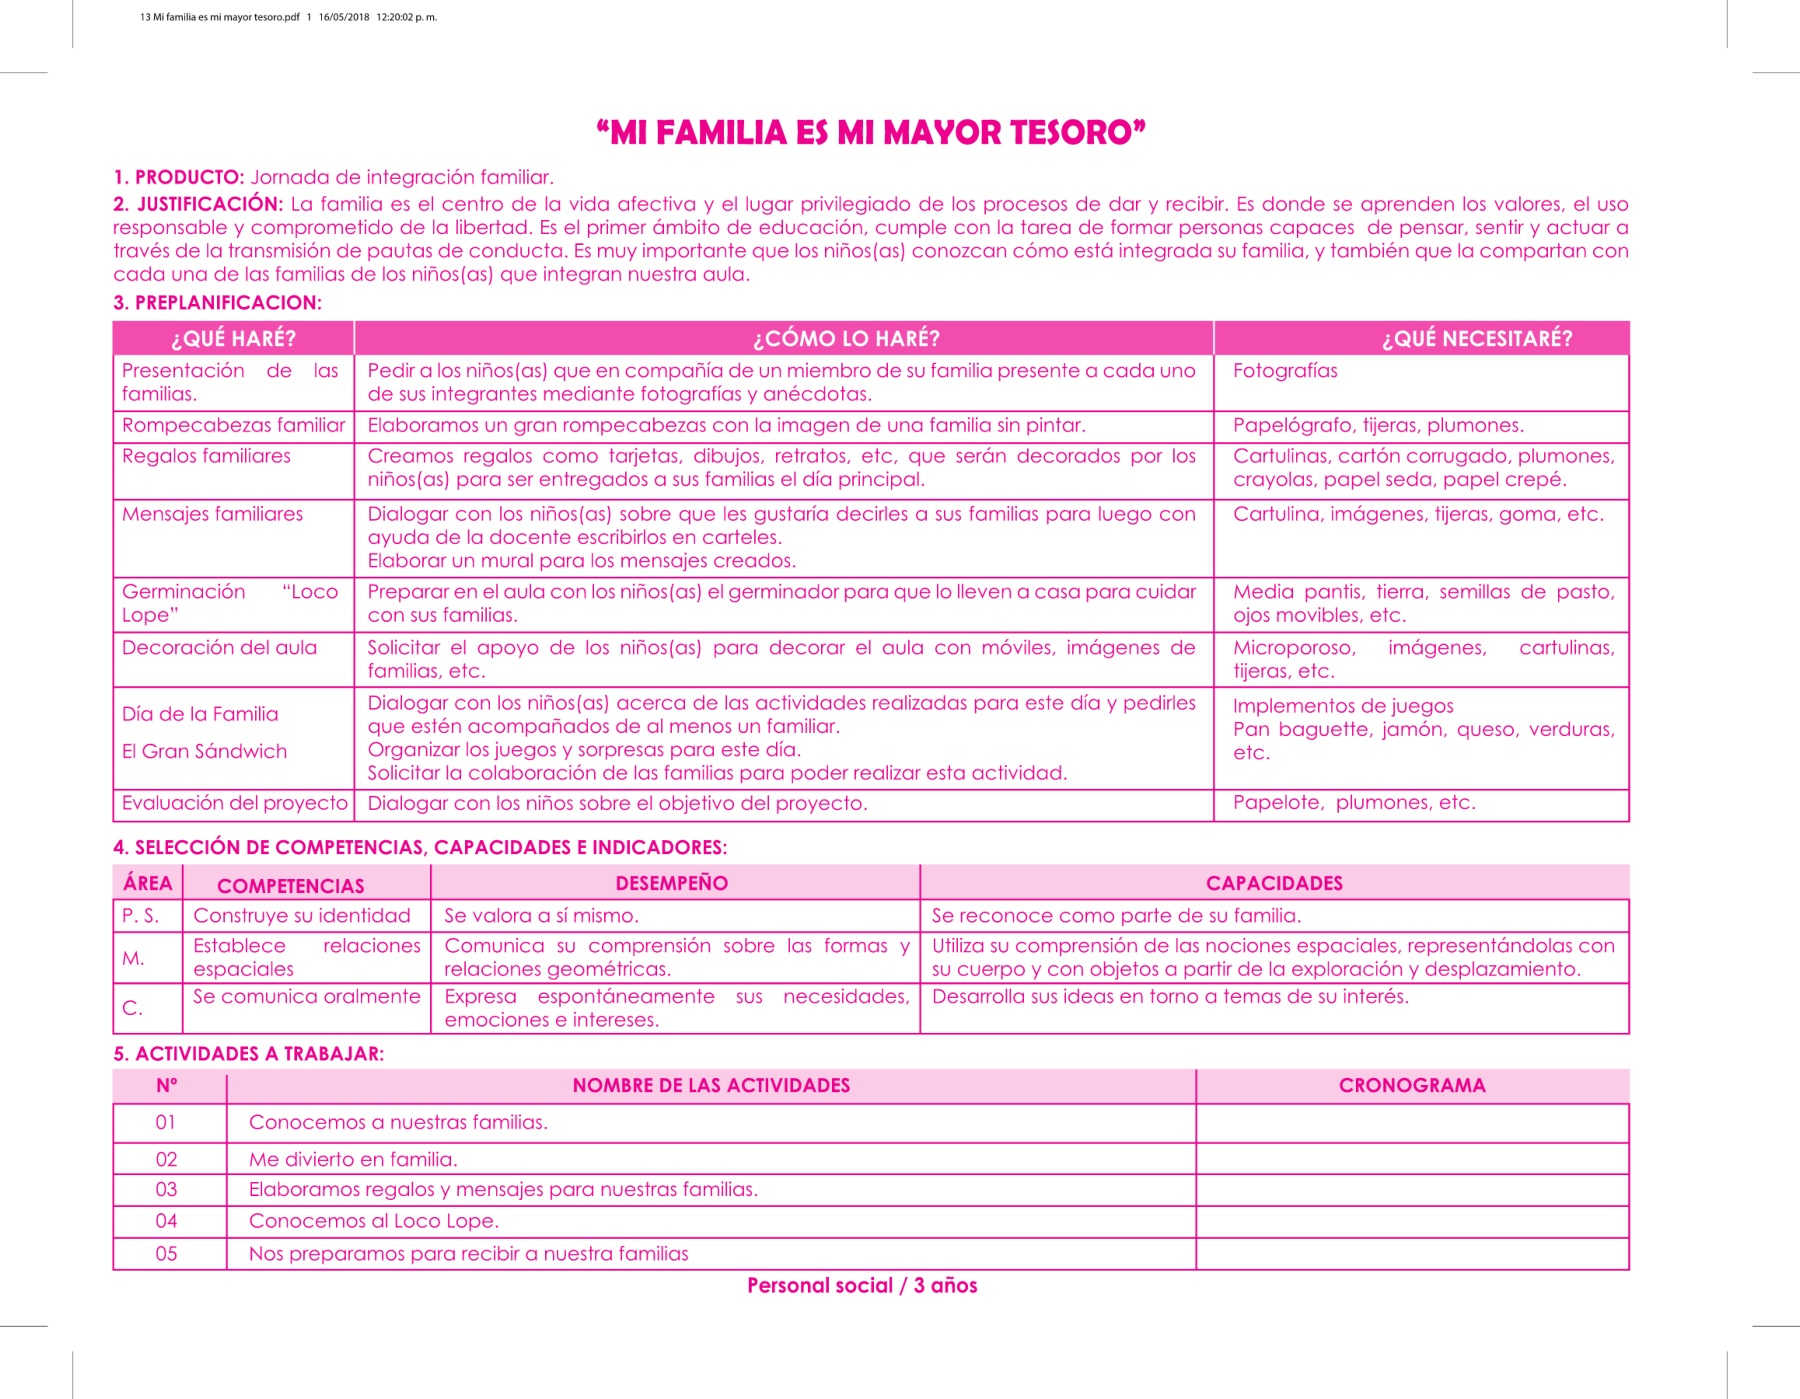 13 Mi familia es mi mayor tesoro.pdf   1   16/05/2018   12:20:02 p. m.
“MI FAMILIA ES MI MAYOR TESORO”
1. PRODUCTO: Jornada de integración familiar.
2. JUSTIFICACIÓN: La familia es el centro de la vida afectiva y el lugar privilegiado de los procesos de dar y recibir. Es donde se aprenden los valores, el uso
responsable y comprometido de la libertad. Es el primer ámbito de educación, cumple con la tarea de formar personas capaces de pensar, sentir y actuar a
través de la transmisión de pautas de conducta. Es muy importante que los niños(as) conozcan cómo está integrada su familia, y también que la compartan con
cada una de las familias de los niños(as) que integran nuestra aula.
3. PREPLANIFICACION:
¿QUÉ HARÉ? ¿CÓMO LO HARÉ? ¿QUÉ NECESITARÉ?
Presentación de las
familias.
Pedir a los niños(as) que en compañía de un miembro de su familia presente a cada uno
de sus integrantes mediante fotografías y anécdotas.
Fotografías
Rompecabezas familiar
Elaboramos un gran rompecabezas con la imagen de una familia sin pintar.
Papelógrafo, tijeras, plumones.
Regalos familiares
Creamos regalos como tarjetas, dibujos, retratos, etc, que serán decorados por los
niños(as) para ser entregados a sus familias el día principal.
Cartulinas, cartón corrugado, plumones,
crayolas, papel seda, papel crepé.
Mensajes familiares
Dialogar con los niños(as) sobre que les gustaría decirles a sus familias para luego con
ayuda de la docente escribirlos en carteles.
Elaborar un mural para los mensajes creados.
Cartulina, imágenes, tijeras, goma, etc.
Germinación “Loco
Lope”
Preparar en el aula con los niños(as) el germinador para que lo lleven a casa para cuidar
con sus familias.
Media pantis, tierra, semillas de pasto,
ojos movibles, etc.
Decoración del aula
Solicitar el apoyo de los niños(as) para decorar el aula con móviles, imágenes de
familias, etc.
Microporoso, imágenes, cartulinas,
tijeras, etc.
Día de la Familia
El Gran Sándwich
Dialogar con los niños(as) acerca de las actividades realizadas para este día y pedirles
que estén acompañados de al menos un familiar.
Organizar los juegos y sorpresas para este día.
Solicitar la colaboración de las familias para poder realizar esta actividad.
Implementos de juegos
Pan baguette, jamón, queso, verduras,
etc.
Evaluación del proyecto
Dialogar con los niños sobre el objetivo del proyecto.
Papelote, plumones, etc.
4. SELECCIÓN DE COMPETENCIAS, CAPACIDADES E INDICADORES:
ÁREA COMPETENCIAS DESEMPEÑO CAPACIDADES
P. S.
Construye su identidad
Se valora a sí mismo.
Se reconoce como parte de su familia.
M.
Establece relaciones
espaciales
Comunica su comprensión sobre las formas y
relaciones geométricas.
Utiliza su comprensión de las nociones espaciales, representándolas con
su cuerpo y con objetos a partir de la exploración y desplazamiento.
C.
Se comunica oralmente
Expresa espontáneamente sus necesidades,
emociones e intereses.
Desarrolla sus ideas en torno a temas de su interés.
5. ACTIVIDADES A TRABAJAR:
Nº NOMBRE DE LAS ACTIVIDADES CRONOGRAMA
01 Conocemos a nuestras familias.
02 Me divierto en familia.
03 Elaboramos regalos y mensajes para nuestras familias.
04 Conocemos al Loco Lope.
05 Nos preparamos para recibir a nuestra familias
Personal social / 3 años